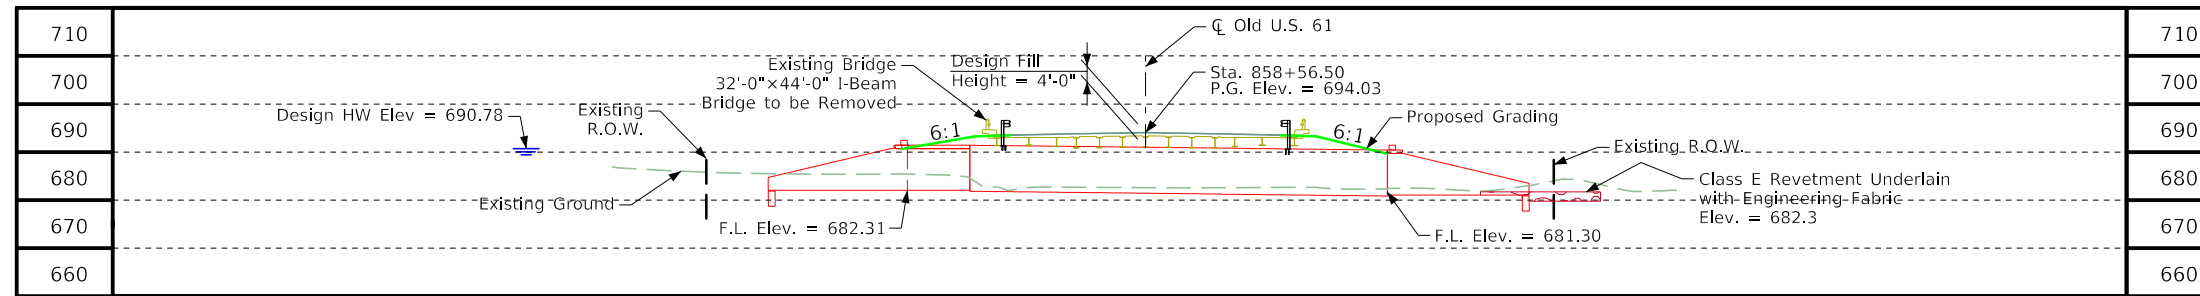 710
700
690
680
670
660
Design HW Elev = 690.78
Existing
R.O.W.
Existing Ground
Existing Bridge
32'-0"×44'-0" I-Beam
Bridge to be Removed
Design Fill
Height = 4'-0"
℄ Old U.S. 61
Sta. 858+56.50
P.G. Elev. = 694.03
6:1
6:1
Proposed Grading
F.L. Elev. = 682.31
F.L. Elev. = 681.30
Existing R.O.W.
Class E Revetment Underlain
with Engineering Fabric
Elev. = 682.3
710
700
690
680
670
660